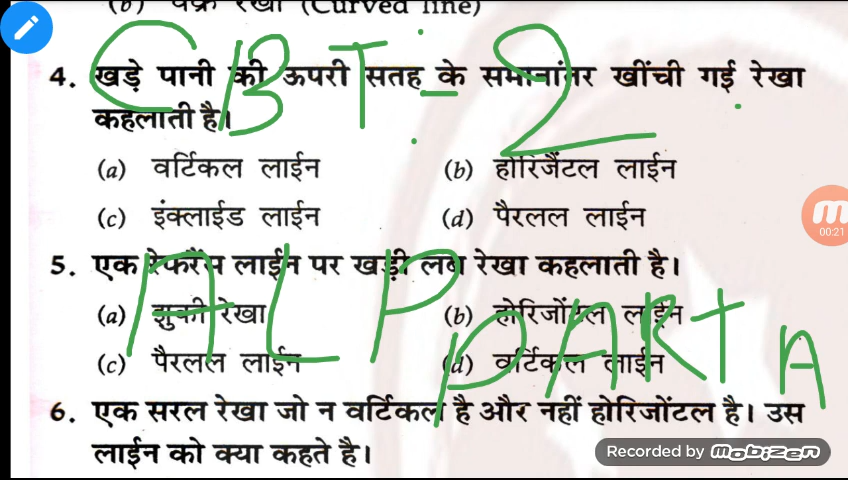 (b) वक्र रेखा (Curved line)
CBT-2
4. खड़े पानी की ऊपरी सतह के समानांतर खींची गई रेखा
कहलाती है।
(a) वर्टिकल लाईन (b) होरिजैंटल लाईन
(c) इंक्लाईड लाईन (d) पैरलल लाईन
5. एक रेफरैंस लाईन पर खड़ी लंब रेखा कहलाती है।
ALP
(a) झुकी रेखा (b) होरिजोंटल लाईन
PART A
(c) पैरलल लाईन (d) वर्टिकल लाईन
6. एक सरल रेखा जो न वर्टिकल है और नहीं होरिजोंटल है। उस
लाईन को क्या कहते है।
00:21
Recorded by mobizen